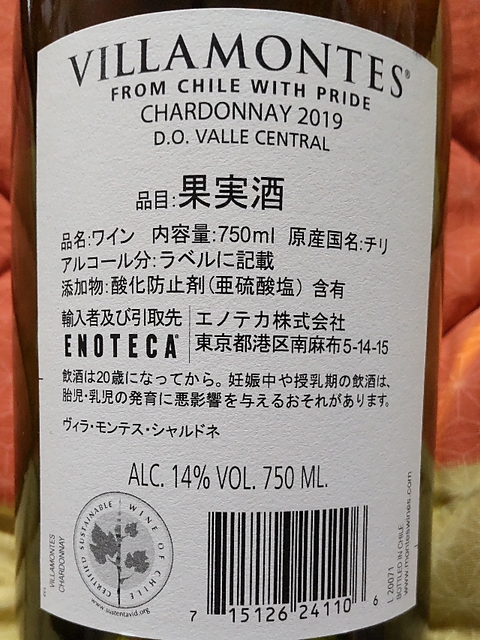 VILLAMONTES®
FROM CHILE WITH PRIDE
CHARDONNAY 2019
D.O. VALLE CENTRAL
品目:果実酒
品名:ワイン 内容量:750ml 原産国名:チリ
アルコール分:ラベルに記載
添加物:酸化防止剤(亜硫酸塩) 含有
輸入者及び引取先 エノテカ株式会社
ENOTECA® 東京都港区南麻布5-14-15
飲酒は20歳になってから。妊娠中や授乳期の飲酒は、
胎児・乳児の発育に悪影響を与えるおそれがあります。
ヴィラ・モンテス・シャルドネ
ALC. 14% VOL. 750 ML.
CERTIFIED SUSTAINABLE WINE OF CHILE
www.sustentavid.org
VILLAMONTES
CHARDONNAY
7 15126 24110 6
L 20071
BOTTLED IN CHILE
www.monteswines.com